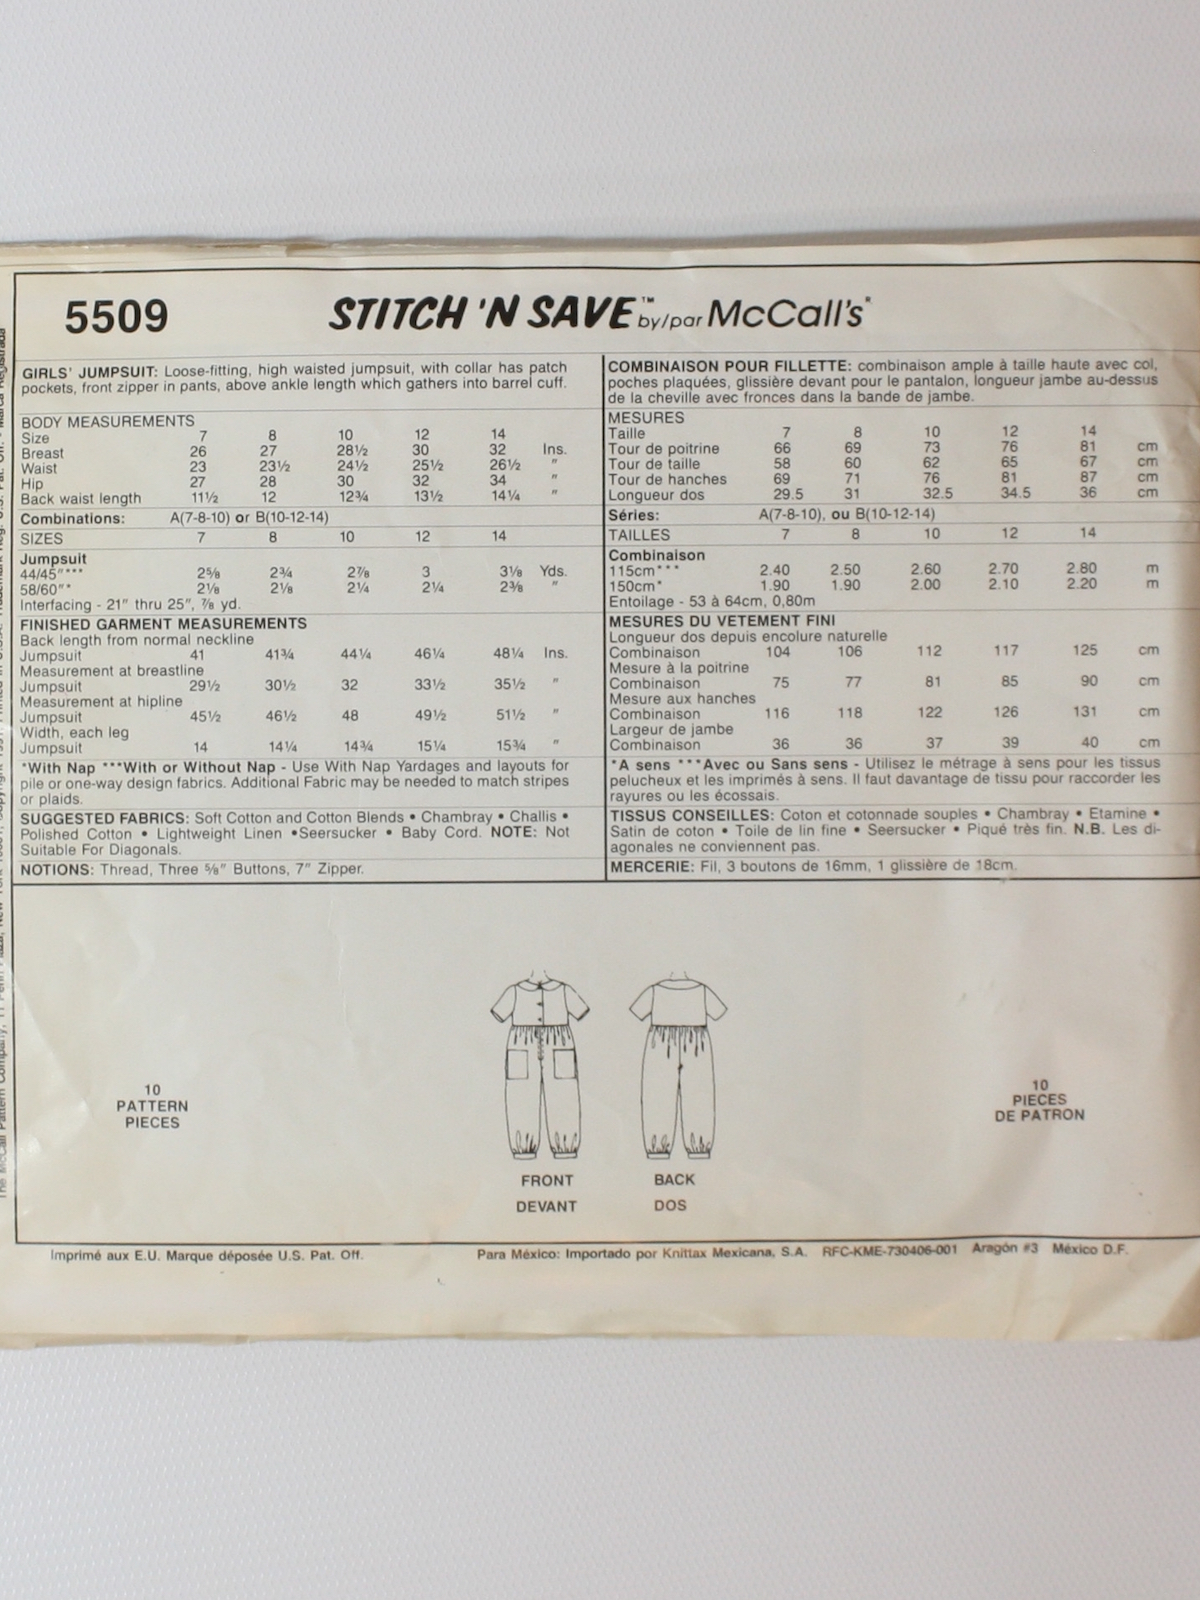 5509 STITCH 'N SAVE™ by/par McCall's*
GIRLS' JUMPSUIT: Loose-fitting, high waisted jumpsuit, with collar has patch
pockets, front zipper in pants, above ankle length which gathers into barrel cuff.
BODY MEASUREMENTS
Size 7 8 10 12 14
Breast 26 27 28½ 30 32 Ins.
Waist 23 23½ 24½ 25½ 26½ "
Hip 27 28 30 32 34 "
Back waist length 11½ 12 12¾ 13½ 14¼ "
Combinations: A(7-8-10) or B(10-12-14)
SIZES 7 8 10 12 14
Jumpsuit
44/45"*** 2⅝ 2¾ 2⅞ 3 3⅛ Yds.
58/60"* 2⅛ 2⅛ 2¼ 2¼ 2⅜ "
Interfacing - 21" thru 25", ⅞ yd.
FINISHED GARMENT MEASUREMENTS
Back length from normal neckline
Jumpsuit 41 41¾ 44¼ 46¼ 48¼ Ins.
Measurement at breastline
Jumpsuit 29½ 30½ 32 33½ 35½ "
Measurement at hipline
Jumpsuit 45½ 46½ 48 49½ 51½ "
Width, each leg
Jumpsuit 14 14¼ 14¾ 15¼ 15¾ "
*With Nap ***With or Without Nap - Use With Nap Yardages and layouts for
pile or one-way design fabrics. Additional Fabric may be needed to match stripes
or plaids.
SUGGESTED FABRICS: Soft Cotton and Cotton Blends • Chambray • Challis •
Polished Cotton • Lightweight Linen •Seersucker • Baby Cord. NOTE: Not
Suitable For Diagonals.
NOTIONS: Thread, Three ⅝" Buttons, 7" Zipper.
COMBINAISON POUR FILLETTE: combinaison ample à taille haute avec col,
poches plaquées, glissière devant pour le pantalon, longueur jambe au-dessus
de la cheville avec fronces dans la bande de jambe.
MESURES
Taille 7 8 10 12 14
Tour de poitrine 66 69 73 76 81 cm
Tour de taille 58 60 62 65 67 cm
Tour de hanches 69 71 76 81 87 cm
Longueur dos 29.5 31 32.5 34.5 36 cm
Séries: A(7-8-10), ou B(10-12-14)
TAILLES 7 8 10 12 14
Combinaison
115cm*** 2.40 2.50 2.60 2.70 2.80 m
150cm* 1.90 1.90 2.00 2.10 2.20 m
Entoilage - 53 à 64cm, 0,80m
MESURES DU VETEMENT FINI
Longueur dos depuis encolure naturelle
Combinaison 104 106 112 117 125 cm
Mesure à la poitrine
Combinaison 75 77 81 85 90 cm
Mesure aux hanches
Combinaison 116 118 122 126 131 cm
Largeur de jambe
Combinaison 36 36 37 39 40 cm
*A sens ***Avec ou Sans sens - Utilisez le métrage à sens pour les tissus
pelucheux et les imprimés à sens. Il faut davantage de tissu pour raccorder les
rayures ou les écossais.
TISSUS CONSEILLES: Coton et cotonnade souples • Chambray • Etamine •
Satin de coton • Toile de lin fine • Seersucker • Piqué très fin. N.B. Les di-
agonales ne conviennent pas.
MERCERIE: Fil, 3 boutons de 16mm, 1 glissière de 18cm.
10
PATTERN
PIECES
FRONT
DEVANT
BACK
DOS
10
PIECES
DE PATRON
Imprimé aux E.U. Marque déposée U.S. Pat. Off.
Para México: Importado por Knittax Mexicana, S.A. RFC-KME-730406-001 Aragón #3 México D.F.
The McCall Pattern Company, 11 Penn